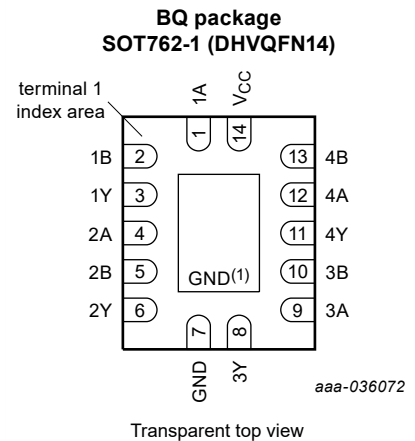 BQ package
SOT762-1 (DHVQFN14)
terminal 1
index area
1A
VCC
1
14
1B 2 13 4B
1Y 3 12 4A
2A 4 11 4Y
2B 5 10 3B
GND(1)
2Y 6 9 3A
7
8
GND
3Y
aaa-036072
Transparent top view